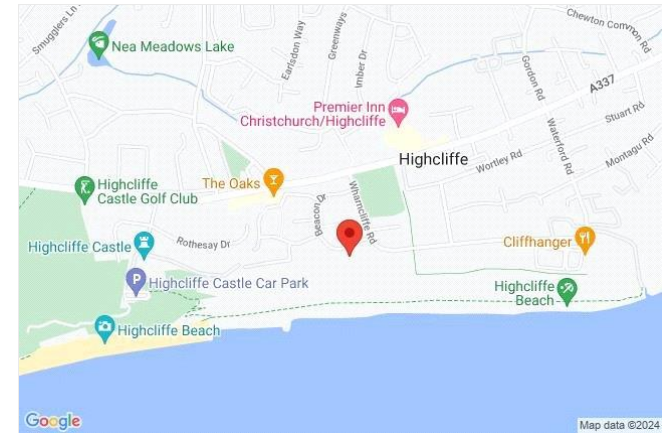 Smugglers Ln
Nea Meadows Lake
Earlsdon Way
Greenways
Imber Dr
Chewton Common Rd
Gordon Rd
A337
Premier Inn
Christchurch/Highcliffe
Stuart Rd
Waterford Rd
Highcliffe
Wortley Rd
Montagu Rd
Highcliffe
Castle Golf Club
The Oaks
Beacon Dr
Wharncliffe Rd
Rothesay Dr
Highcliffe Castle
Cliffhanger
P
Highcliffe Castle Car Park
Highcliffe
Beach
Highcliffe Beach
Google
Map data ©2024